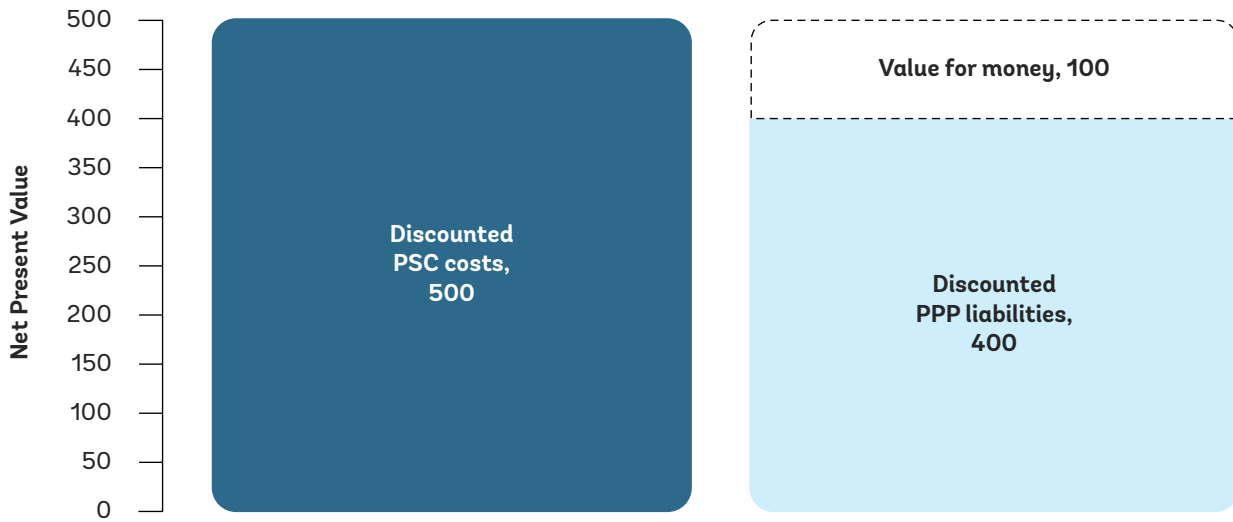 Net Present Value
500
450
400
350
300
250
200
150
100
50
0
Discounted
PSC costs,
500
Value for money, 100
Discounted
PPP liabilities,
400